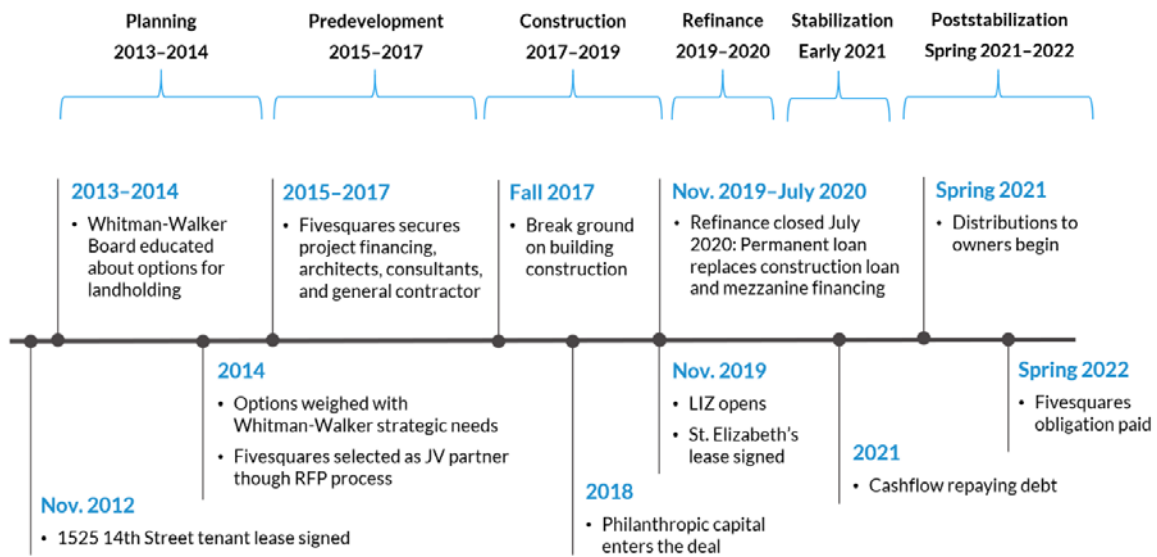 Planning
2013–2014
Predevelopment
2015–2017
Construction
2017–2019
Refinance
2019–2020
Stabilization
Early 2021
Poststabilization
Spring 2021–2022
2013–2014
• Whitman-Walker
Board educated
about options for
landholding
2015–2017
• Fivesquares secures
project financing,
architects, consultants,
and general contractor
Fall 2017
• Break ground
on building
construction
Nov. 2019–July 2020
• Refinance closed July
2020: Permanent loan
replaces construction loan
and mezzanine financing
Spring 2021
• Distributions to
owners begin
Nov. 2012
• 1525 14th Street tenant lease signed
2014
• Options weighed with
Whitman-Walker strategic needs
• Fivesquares selected as JV partner
though RFP process
2018
• Philanthropic capital
enters the deal
Nov. 2019
• LIZ opens
• St. Elizabeth’s
lease signed
2021
• Cashflow repaying debt
Spring 2022
• Fivesquares
obligation paid